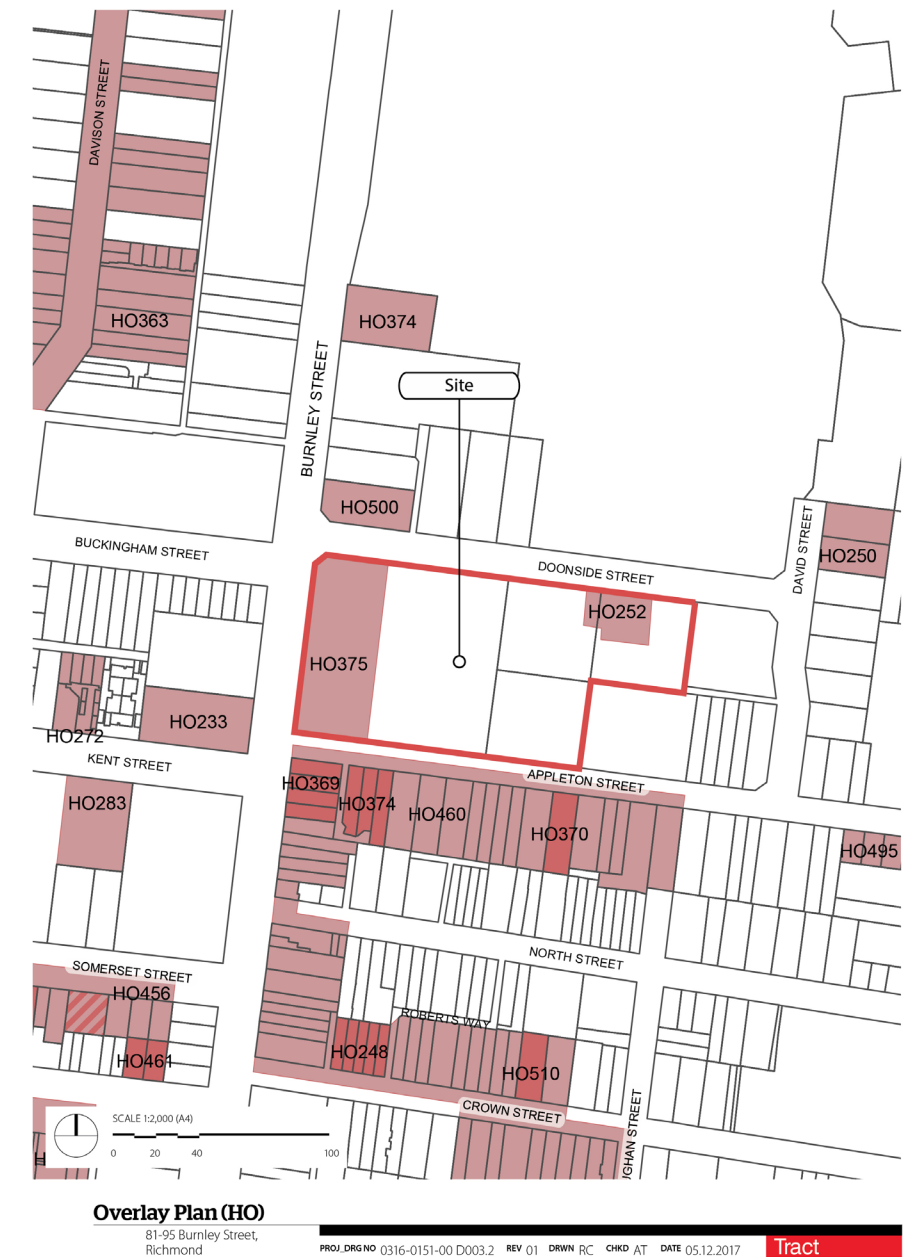 DAVISON STREET
HO363
HO374
Site
BURNLEY STREET
HO500
DAVID STREET
HO250
BUCKINGHAM STREET
DOONSIDE STREET
HO252
HO375
HO233
HO272
KENT STREET
APPLETON STREET
HO369
HO283
HO374
HO460
HO370
HO495
NORTH STREET
SOMERSET STREET
HO456
ROBERTS WAY
HO248
HO461
HO510
CROWN STREET
UGHAN STREET
SCALE 1:2,000 (A4)
0 20 40 100
Overlay Plan (HO)
81-95 Burnley Street,
Richmond
PROJ_DRG NO 0316-0151-00 D003.2 REV 01 DRWN RC CHKD AT DATE 05.12.2017
Tract